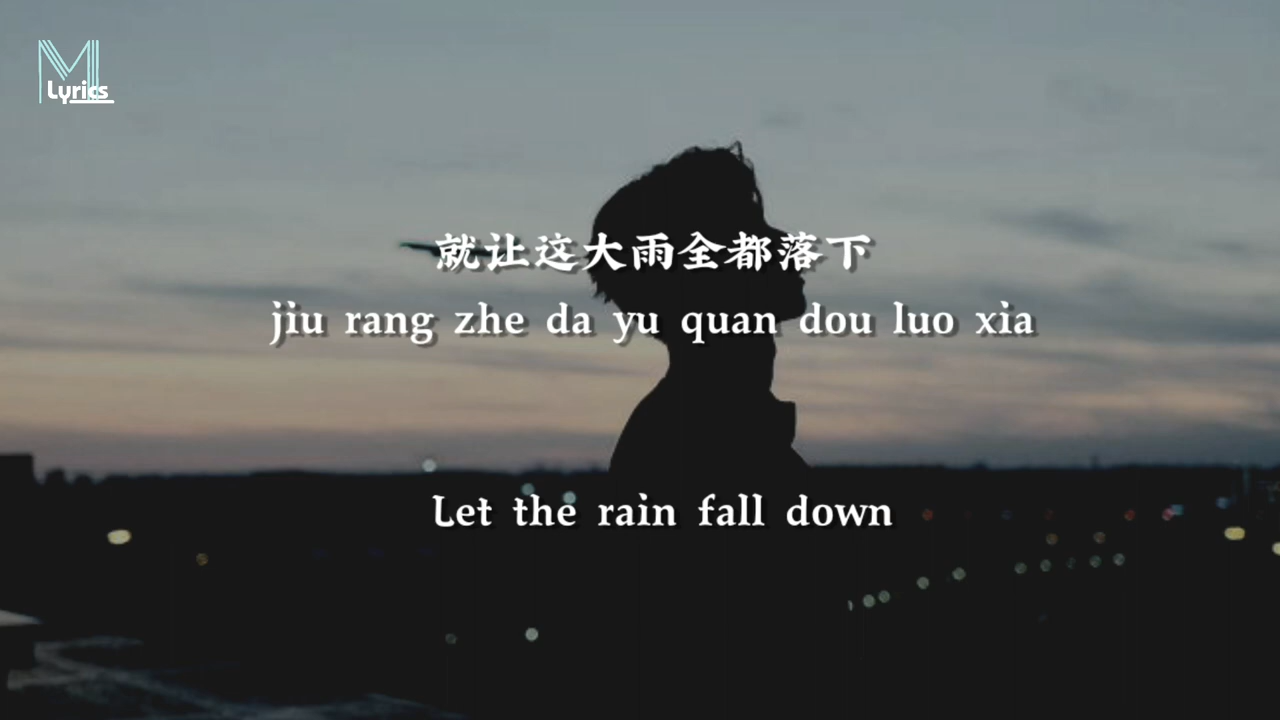 M
Lyrics
就让这大雨全都落下
jiu rang zhe da yu quan dou luo xia
Let the rain fall down